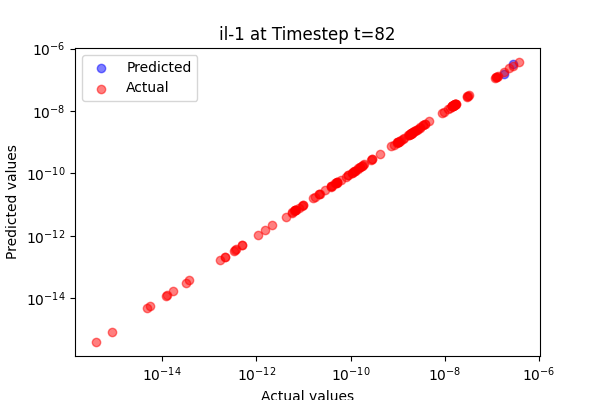 il-1 at Timestep t=82
Predicted
Actual
Predicted values
10⁻⁶
10⁻⁸
10⁻¹⁰
10⁻¹²
10⁻¹⁴
10⁻¹⁴ 10⁻¹² 10⁻¹⁰ 10⁻⁸ 10⁻⁶
Actual values